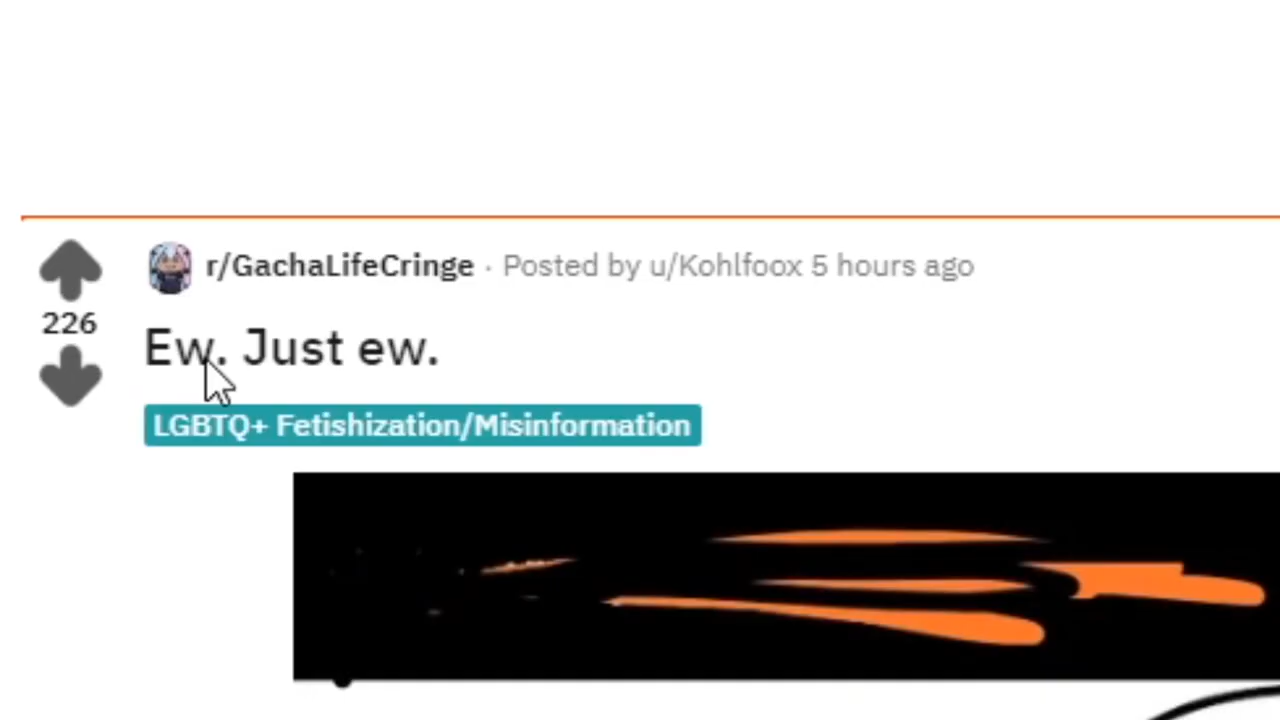 r/GachaLifeCringe · Posted by u/Kohlfoox 5 hours ago
226
Ew. Just ew.
LGBTQ+ Fetishization/Misinformation